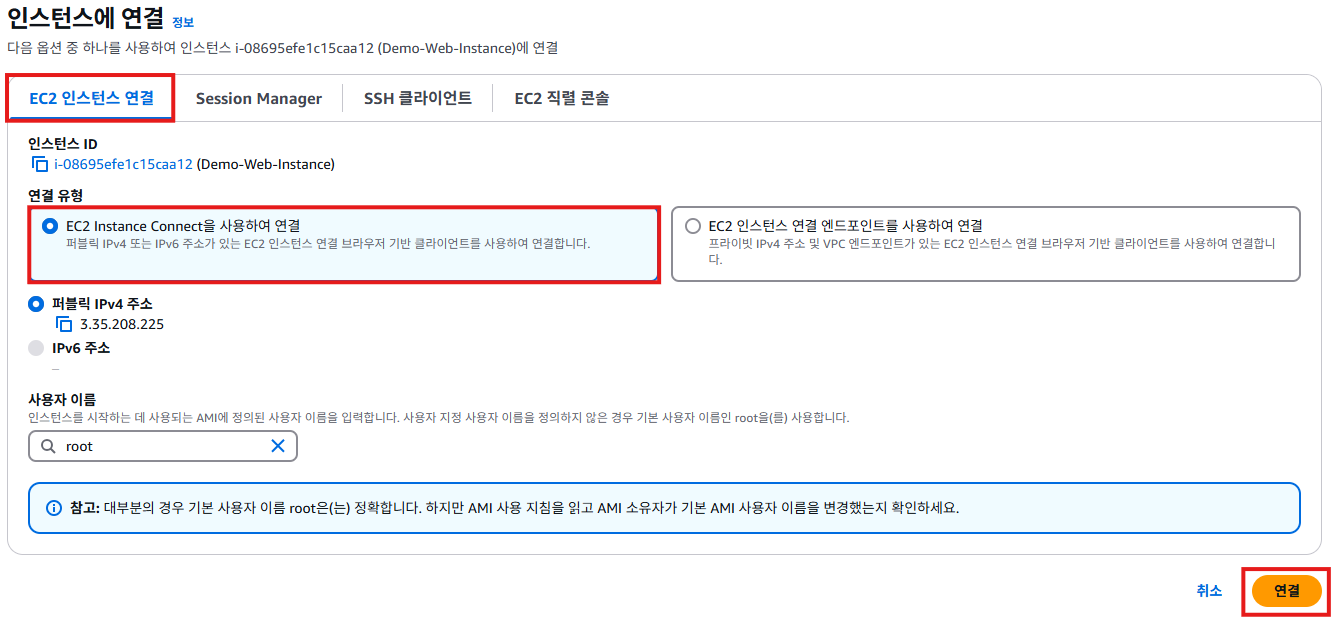 인스턴스에 연결 정보
다음 옵션 중 하나를 사용하여 인스턴스 i-08695efe1c15caa12 (Demo-Web-Instance)에 연결
EC2 인스턴스 연결 Session Manager SSH 클라이언트 EC2 직렬 콘솔
인스턴스 ID
i-08695efe1c15caa12 (Demo-Web-Instance)
연결 유형
EC2 Instance Connect을 사용하여 연결
퍼블릭 IPv4 또는 IPv6 주소가 있는 EC2 인스턴스 연결 브라우저 기반 클라이언트를 사용하여 연결합니다.
EC2 인스턴스 연결 엔드포인트를 사용하여 연결
프라이빗 IPv4 주소 및 VPC 엔드포인트가 있는 EC2 인스턴스 연결 브라우저 기반 클라이언트를 사용하여 연결합니
다.
퍼블릭 IPv4 주소
3.35.208.225
IPv6 주소
–
사용자 이름
인스턴스를 시작하는 데 사용되는 AMI에 정의된 사용자 이름을 입력합니다. 사용자 지정 사용자 이름을 정의하지 않은 경우 기본 사용자 이름인 root을(를) 사용합니다.
root
참고: 대부분의 경우 기본 사용자 이름 root은(는) 정확합니다. 하지만 AMI 사용 지침을 읽고 AMI 소유자가 기본 AMI 사용자 이름을 변경했는지 확인하세요.
취소 연결